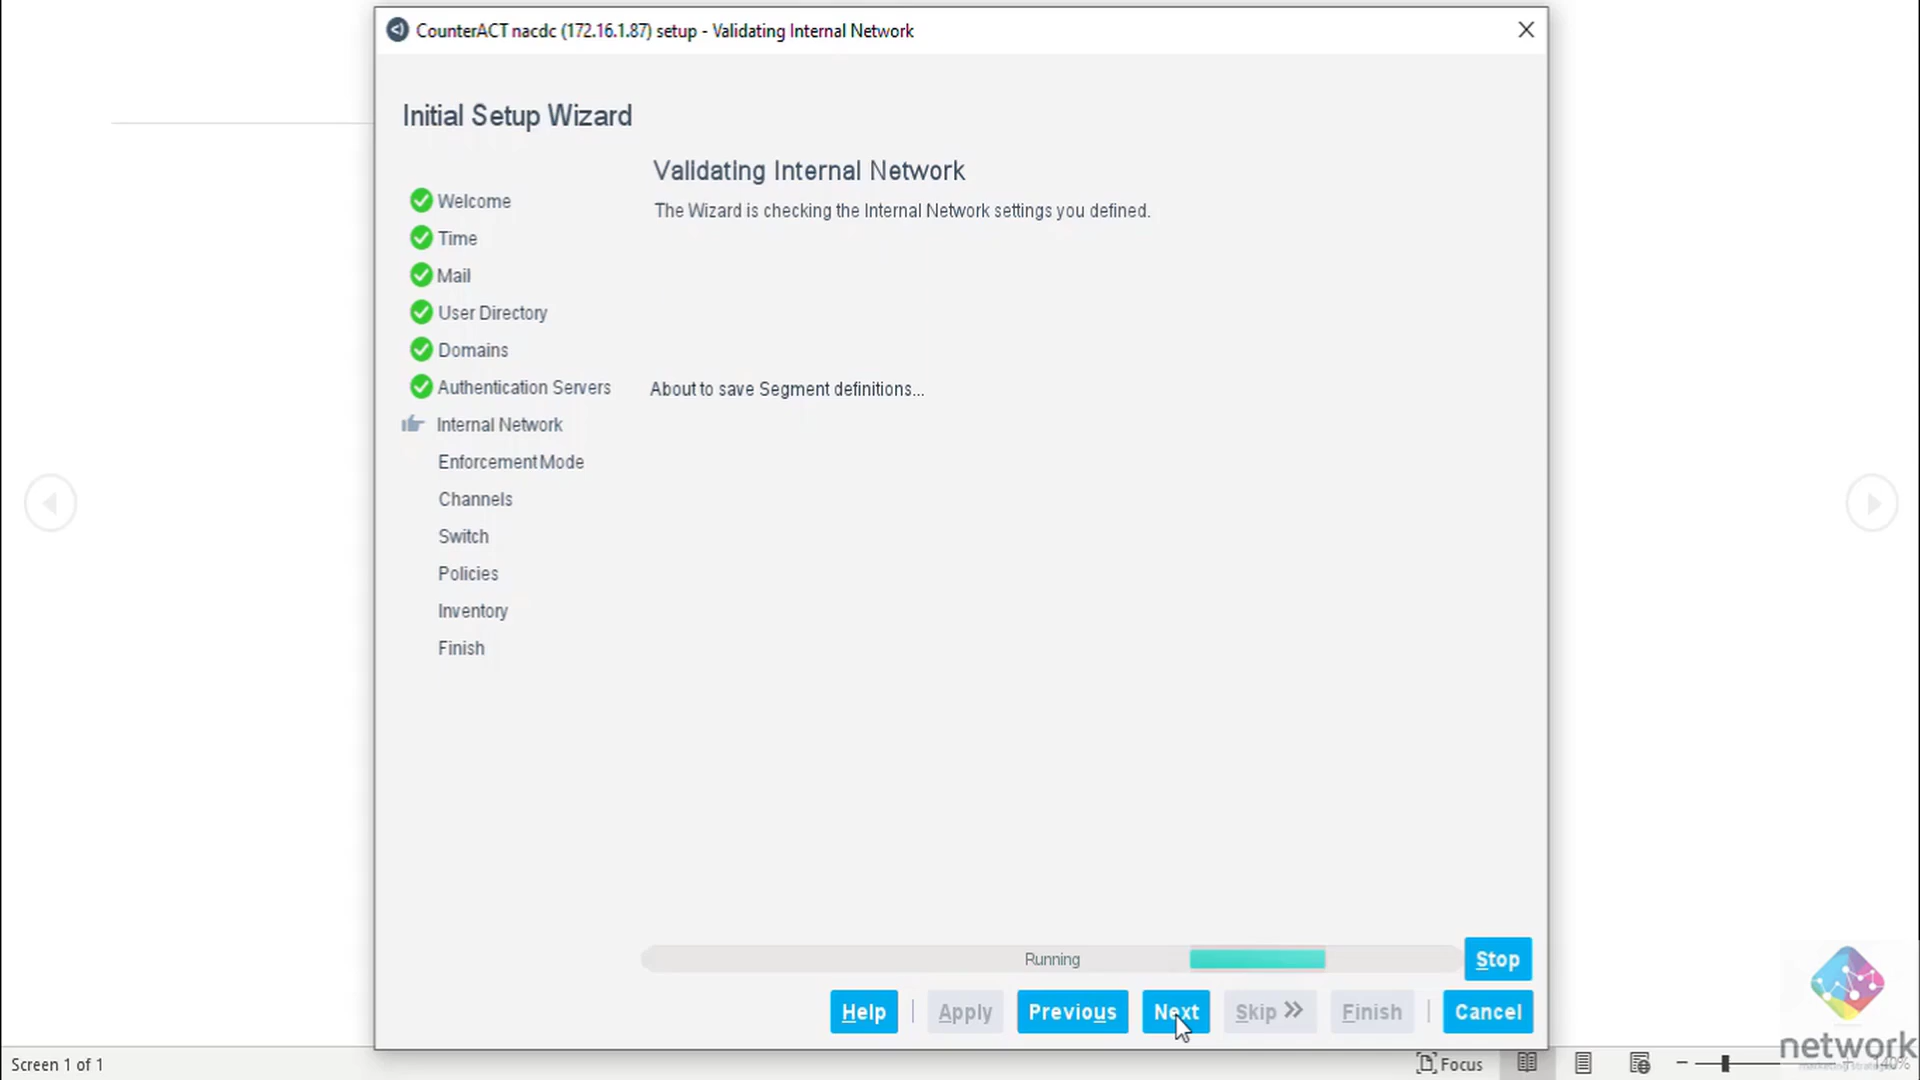 CounterACT nacdc (172.16.1.87) setup - Validating Internal Network
Initial Setup Wizard
Welcome
Time
Mail
User Directory
Domains
Authentication Servers
Internal Network
Enforcement Mode
Channels
Switch
Policies
Inventory
Finish
Validating Internal Network
The Wizard is checking the Internal Network settings you defined.
About to save Segment definitions...
Running
Stop
Help
Apply
Previous
Next
Skip
Finish
Cancel
Screen 1 of 1
Focus
140%
network